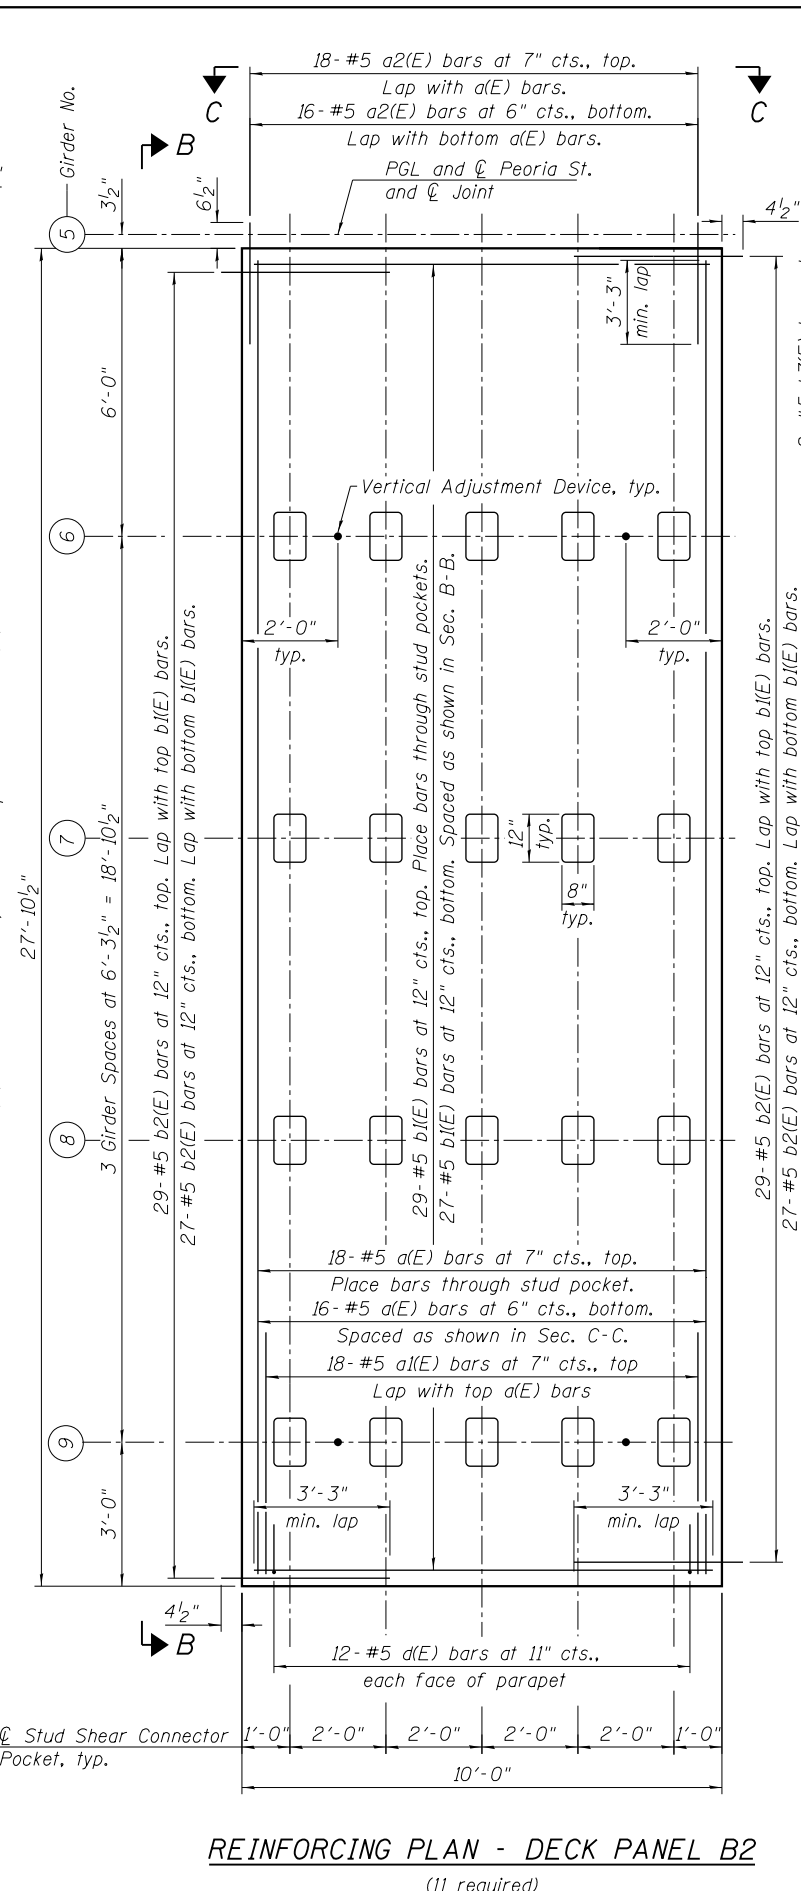 18- #5 a2(E) bars at 7" cts., top.
Lap with a(E) bars.
16- #5 a2(E) bars at 6" cts., bottom.
Lap with bottom a(E) bars.
C
C
B
Girder No.
3½"
6½"
PGL and ℄ Peoria St.
and ℄ Joint
4½"
5
3'-3"
min. lap
6'-0"
Vertical Adjustment Device, typ.
6
2'-0"
typ.
2'-0"
typ.
29- #5 b1(E) bars at 12" cts., top. Place bars through stud pockets.
27- #5 b1(E) bars at 12" cts., bottom. Spaced as shown in Sec. B-B.
29- #5 b2(E) bars at 12" cts., top. Lap with top b1(E) bars.
27- #5 b2(E) bars at 12" cts., bottom. Lap with bottom b1(E) bars.
29- #5 b2(E) bars at 12" cts., top. Lap with top b1(E) bars.
27- #5 b2(E) bars at 12" cts., bottom. Lap with bottom b1(E) bars.
7
12"
typ.
8"
typ.
27'-10½"
3 Girder Spaces at 6'-3½" = 18'-10½"
8
18- #5 a(E) bars at 7" cts., top.
Place bars through stud pocket.
16- #5 a(E) bars at 6" cts., bottom.
Spaced as shown in Sec. C-C.
18- #5 a1(E) bars at 7" cts., top
Lap with top a(E) bars
9
3'-0"
3'-3"
min. lap
3'-3"
min. lap
4½"
B
12- #5 d(E) bars at 11" cts.,
each face of parapet
℄ Stud Shear Connector
Pocket, typ.
1'-0" 2'-0" 2'-0" 2'-0" 2'-0" 1'-0"
10'-0"
REINFORCING PLAN - DECK PANEL B2
(11 required)